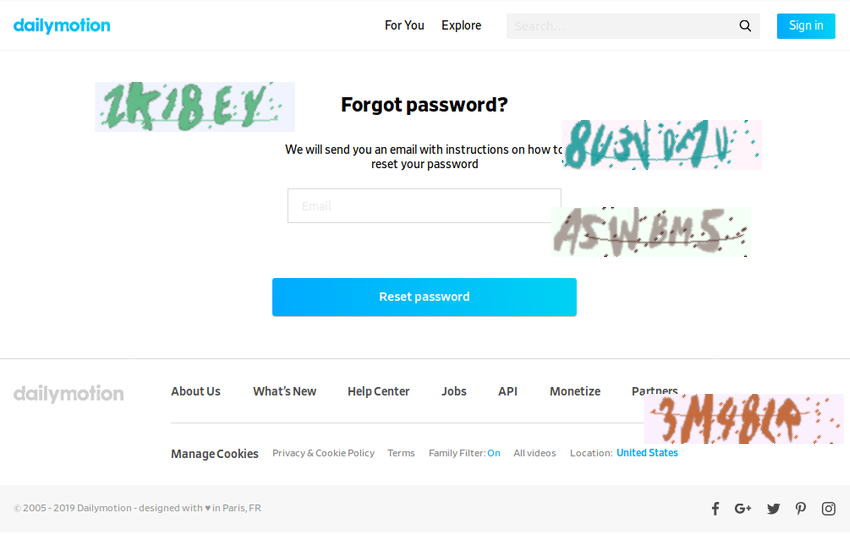 dailymotion For You Explore Search... Sign in
2K18EY
Forgot password?
We will send you an email with instructions on how to
reset your password
Email
ASWBM5
Reset password
dailymotion About Us What's New Help Center Jobs API Monetize Partners
Manage Cookies Privacy & Cookie Policy Terms Family Filter: On All videos Location: United States
© 2005 - 2019 Dailymotion - designed with ♥ in Paris, FR